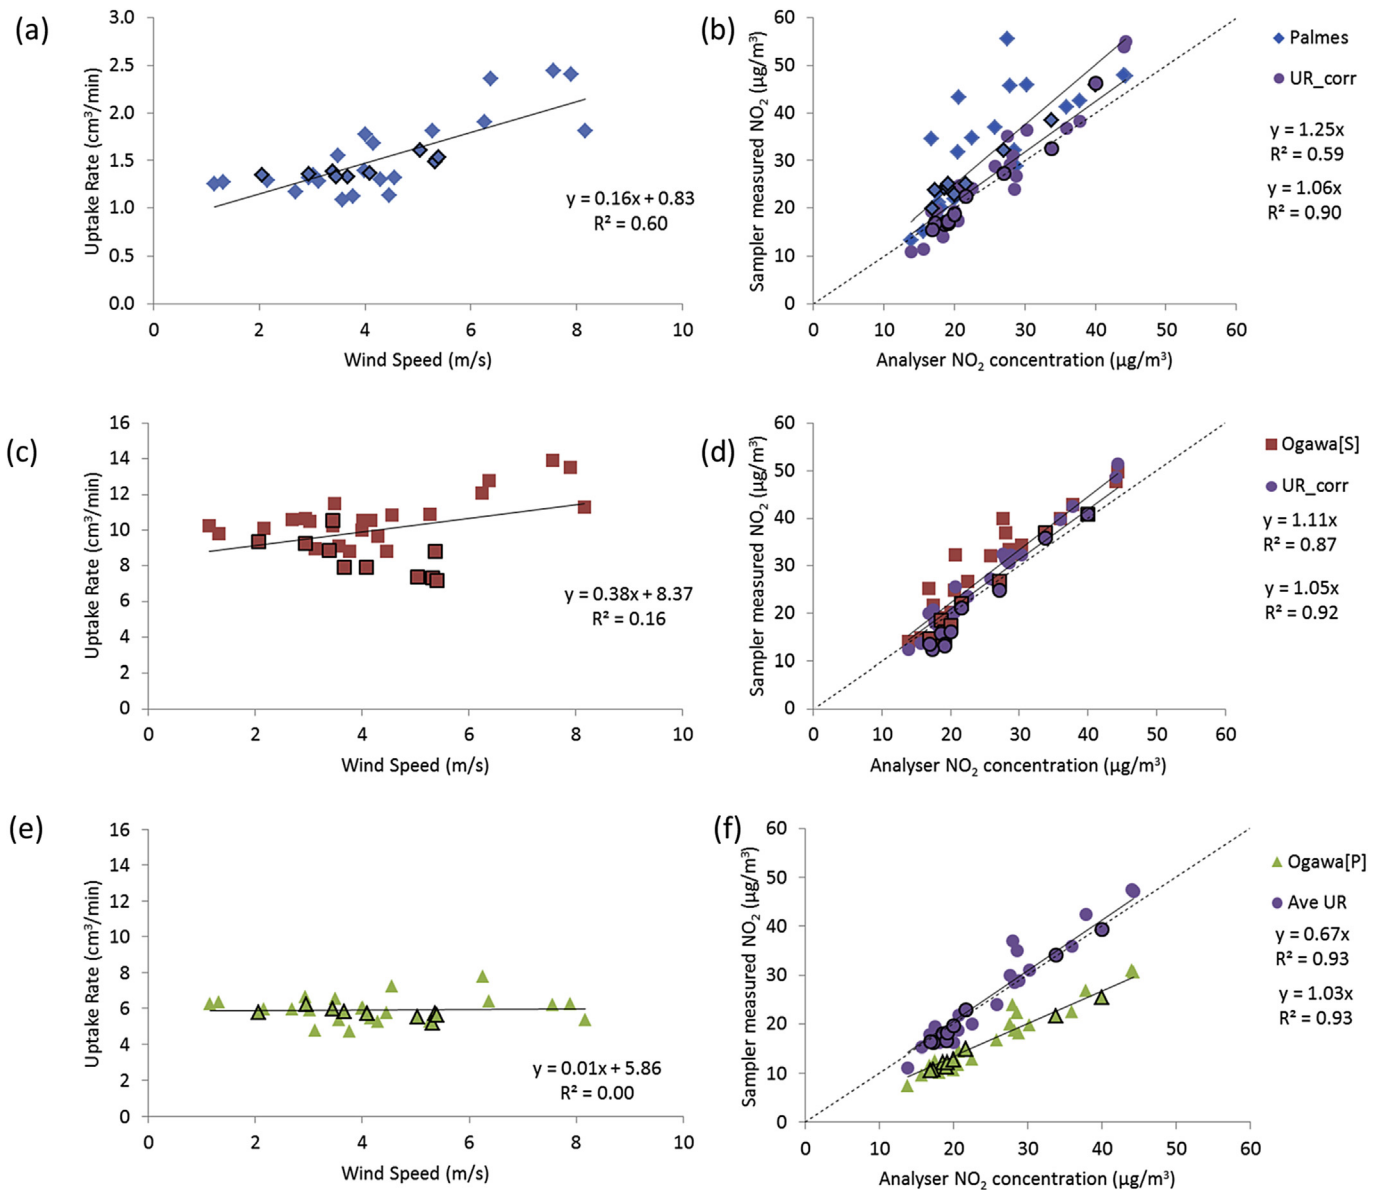 (a)
3.0
2.5
2.0
1.5
1.0
0.5
0.0
Uptake Rate (cm³/min)
y = 0.16x + 0.83
R² = 0.60
0 2 4 6 8 10
Wind Speed (m/s)
(b)
60
50
40
30
20
10
0
Sampler measured NO₂ (µg/m³)
0 10 20 30 40 50 60
Analyser NO₂ concentration (µg/m³)
Palmes
UR_corr
y = 1.25x
R² = 0.59
y = 1.06x
R² = 0.90
(c)
16
14
12
10
8
6
4
2
0
Uptake Rate (cm³/min)
y = 0.38x + 8.37
R² = 0.16
0 2 4 6 8 10
Wind Speed (m/s)
(d)
60
50
40
30
20
10
0
Sampler measured NO₂ (µg/m³)
0 10 20 30 40 50 60
Analyser NO₂ concentration (µg/m³)
Ogawa[S]
UR_corr
y = 1.11x
R² = 0.87
y = 1.05x
R² = 0.92
(e)
16
14
12
10
8
6
4
2
0
Uptake Rate (cm³/min)
y = 0.01x + 5.86
R² = 0.00
0 2 4 6 8 10
Wind Speed (m/s)
(f)
60
50
40
30
20
10
0
Sampler measured NO₂ (µg/m³)
0 10 20 30 40 50 60
Analyser NO₂ concentration (µg/m³)
Ogawa[P]
Ave UR
y = 0.67x
R² = 0.93
y = 1.03x
R² = 0.93